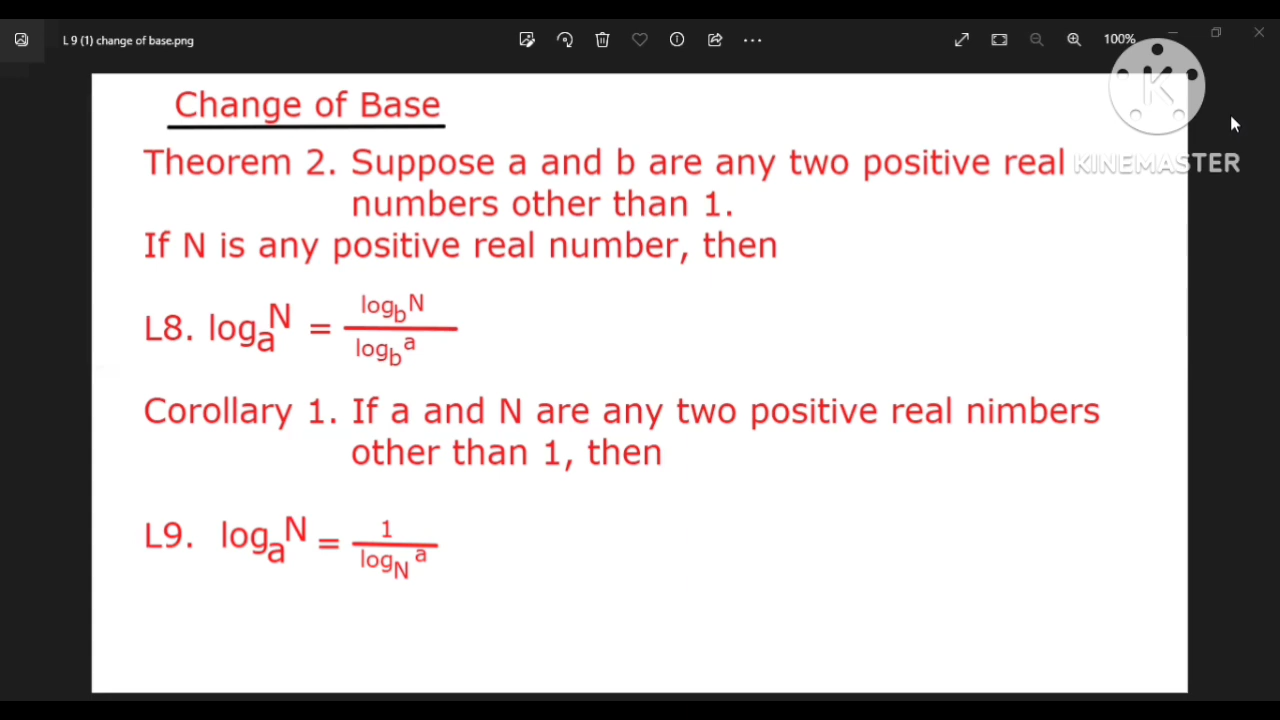 L 9 (1) change of base.png
100%
K
KINEMASTER
Change of Base
Theorem 2. Suppose a and b are any two positive real
numbers other than 1.
If N is any positive real number, then
L8. log_a N = log_b N / log_b a
Corollary 1. If a and N are any two positive real nimbers
other than 1, then
L9. log_a N = 1 / log_N a